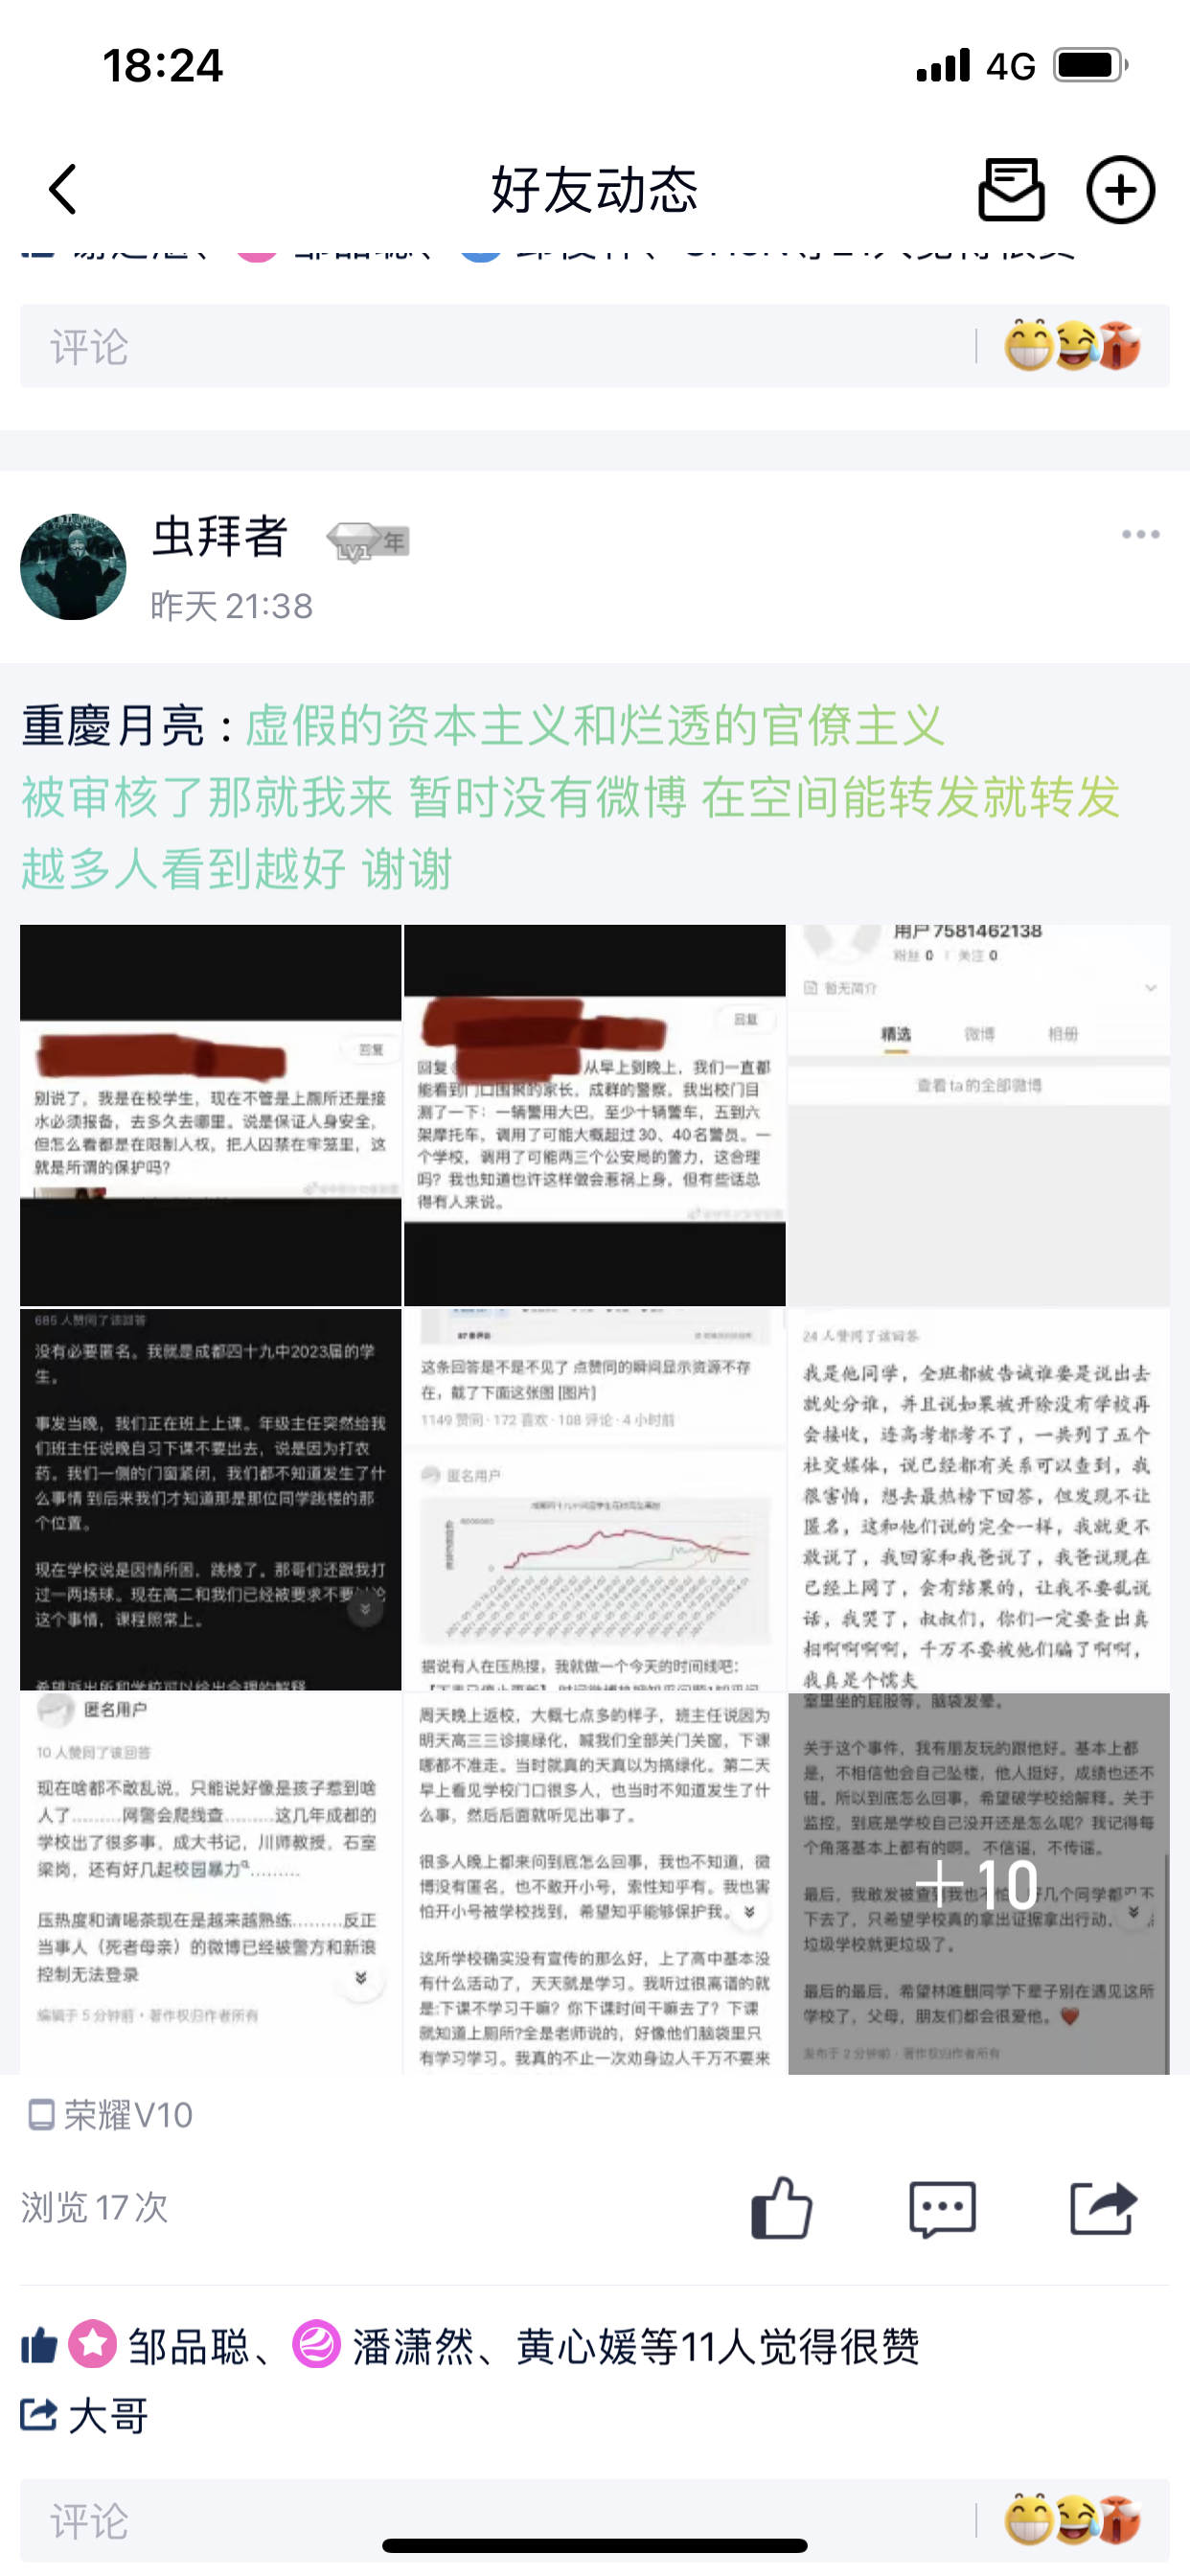 18:24
4G
好友动态
评论
虫拜者
LV1 年
昨天 21:38
重慶月亮 : 虚假的资本主义和烂透的官僚主义
被审核了那就我来 暂时没有微博 在空间能转发就转发
越多人看到越好 谢谢
回复
别说了，我是在校学生，现在不管是上厕所还是接
水必须报备，去多久去哪里。说是保证人身安全，
但怎么看都是在限制人权，把人囚禁在牢笼里，这
就是所谓的保护吗？
回复
回复
从早上到晚上，我们一直都
能看到门口围聚的家长，成群的警察，我出校门目
测了一下：一辆警用大巴，至少十辆警车，五到六
架摩托车，调用了可能大概超过 30、40名警员。一
个学校，调用了可能两三个公安局的警力，这合理
吗？我也知道也许这样做会惹祸上身，但有些话总
得有人来说。
用户7581462138
粉丝 0 | 关注 0
暂无简介
精选 微博 相册
查看ta的全部微博
685 人赞同了该回答
没有必要匿名。我就是成都四十九中2023届的学
生。
事发当晚，我们正在班上上课。年级主任突然给我
们班主任说晚自习下课不要出去，说是因为打农
药。我们一侧的门窗紧闭，我们都不知道发生了什
么事情 到后来我们才知道那是那位同学跳楼的那
个位置。
现在学校说是因情所困，跳楼了。那哥们还跟我打
过一两场球。现在高二和我们已经被要求不要讨论
这个事情，课程照常上。
希望派出所和学校可以给出合理的解释
这条回答是不是不见了 点赞同的瞬间显示资源不存
在，截了下面这张图 [图片]
1149 赞同 · 172 喜欢 · 108 评论 · 4 小时前
匿名用户
据说有人在压热搜，我就做一个今天的时间线吧：
24 人赞同了该回答
我是他同学，全班都被告诫谁要是说出去
就处分谁，并且说如果被开除没有学校再
会接收，连高考都考不了，一共列了五个
社交媒体，说已经都有关系可以查到，我
很害怕，想去最热榜下回答，但发现不让
匿名，这和他们说的完全一样，我就更不
敢说了，我回家和我爸说了，我爸说现在
已经上网了，会有结果的，让我不要乱说
话，我哭了，叔叔们，你们一定要查出真
相啊啊啊啊，千万不要被他们骗了啊啊，
我真是个懦夫
匿名用户
10 人赞同了该回答
现在啥都不敢乱说，只能说好像是孩子惹到啥
人了.........网警会爬线查.........这几年成都的
学校出了很多事，成大书记，川师教授，石室
梁岗，还有好几起校园暴力.........
压热度和请喝茶现在是越来越熟练.........反正
当事人（死者母亲）的微博已经被警方和新浪
控制无法登录
编辑于 5 分钟前 · 著作权归作者所有
周天晚上返校，大概七点多的样子，班主任说因为
明天高三三诊搞绿化，喊我们全部关门关窗，下课
哪都不准走。当时就真的天真以为搞绿化。第二天
早上看见学校门口很多人，也当时不知道发生了什
么事，然后后面就听见出事了。
很多人晚上都来问到底怎么回事，我也不知道，微
博没有匿名，也不敢开小号，索性知乎有。我也害
怕开小号被学校找到，希望知乎能够保护我。
这所学校确实没有宣传的那么好，上了高中基本没
有什么活动了，天天就是学习。我听过很离谱的就
是:下课不学习干嘛？你下课时间干嘛去了？下课
就知道上厕所?全是老师说的，好像他们脑袋里只
有学习学习。我真的不止一次劝身边人千万不要来
室里坐的屁股等，脑袋发晕。
关于这个事件，我有朋友玩的跟他好。基本上都
是，不相信他会自己坠楼，他人挺好，成绩也还不
错。所以到底怎么回事，希望破学校给解释。关于
监控，到底是学校自己没开还是怎么呢？我记得每
个角落基本上都有的啊。 不信谣，不传谣。
最后，我敢发被查到我也不怕
几个同学都
不
下去了，只希望学校真的拿出证据拿出行动，
垃圾学校就更垃圾了。
最后的最后，希望林唯麒同学下辈子别在遇见这所
学校了，父母，朋友们都会很爱他。
发布于 2 分钟前 · 著作权归作者所有
+10
荣耀V10
浏览 17 次
邹品聪、潘潇然、黄心媛等11人觉得很赞
大哥
评论